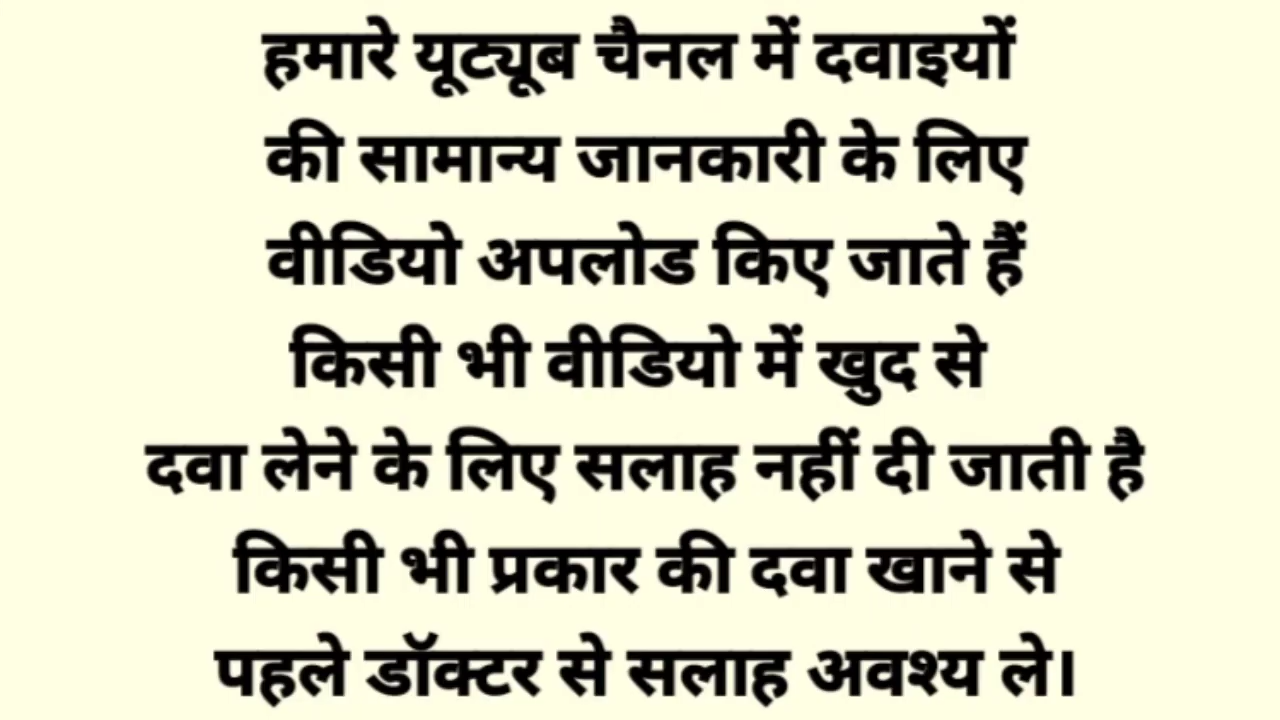 हमारे यूट्यूब चैनल में दवाइयों
की सामान्य जानकारी के लिए
वीडियो अपलोड किए जाते हैं
किसी भी वीडियो में खुद से
दवा लेने के लिए सलाह नहीं दी जाती है
किसी भी प्रकार की दवा खाने से
पहले डॉक्टर से सलाह अवश्य ले।